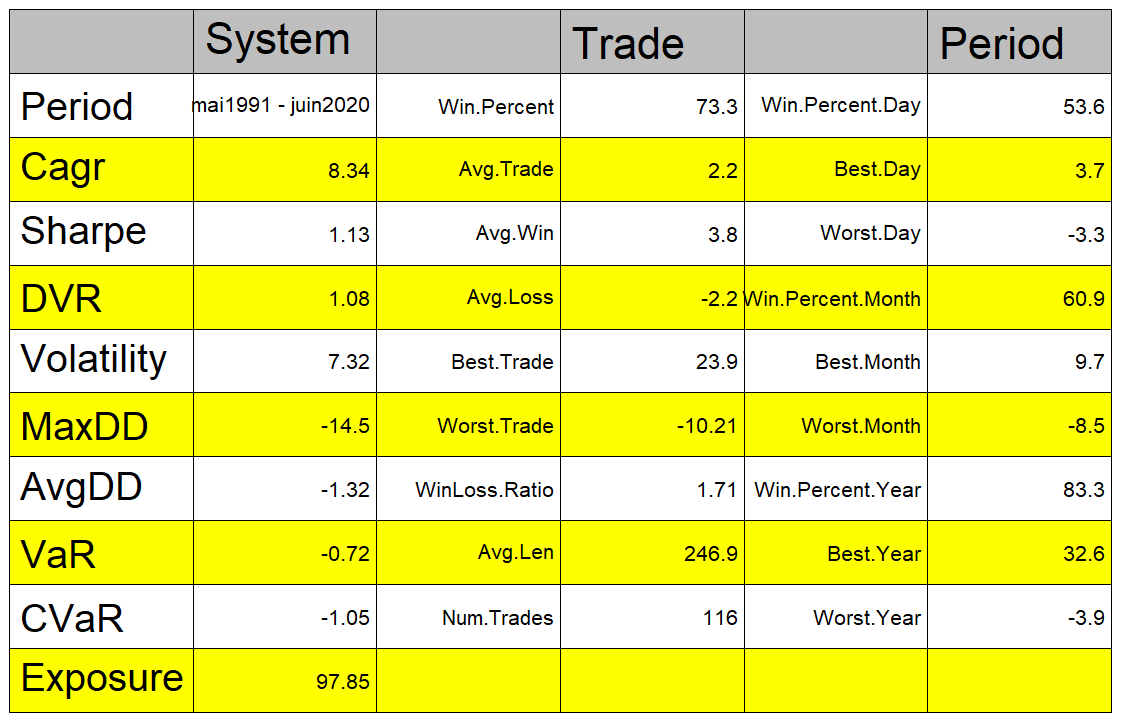 System Trade Period
Period mai1991 - juin2020 Win.Percent 73.3 Win.Percent.Day 53.6
Cagr 8.34 Avg.Trade 2.2 Best.Day 3.7
Sharpe 1.13 Avg.Win 3.8 Worst.Day -3.3
DVR 1.08 Avg.Loss -2.2 Win.Percent.Month 60.9
Volatility 7.32 Best.Trade 23.9 Best.Month 9.7
MaxDD -14.5 Worst.Trade -10.21 Worst.Month -8.5
AvgDD -1.32 WinLoss.Ratio 1.71 Win.Percent.Year 83.3
VaR -0.72 Avg.Len 246.9 Best.Year 32.6
CVaR -1.05 Num.Trades 116 Worst.Year -3.9
Exposure 97.85